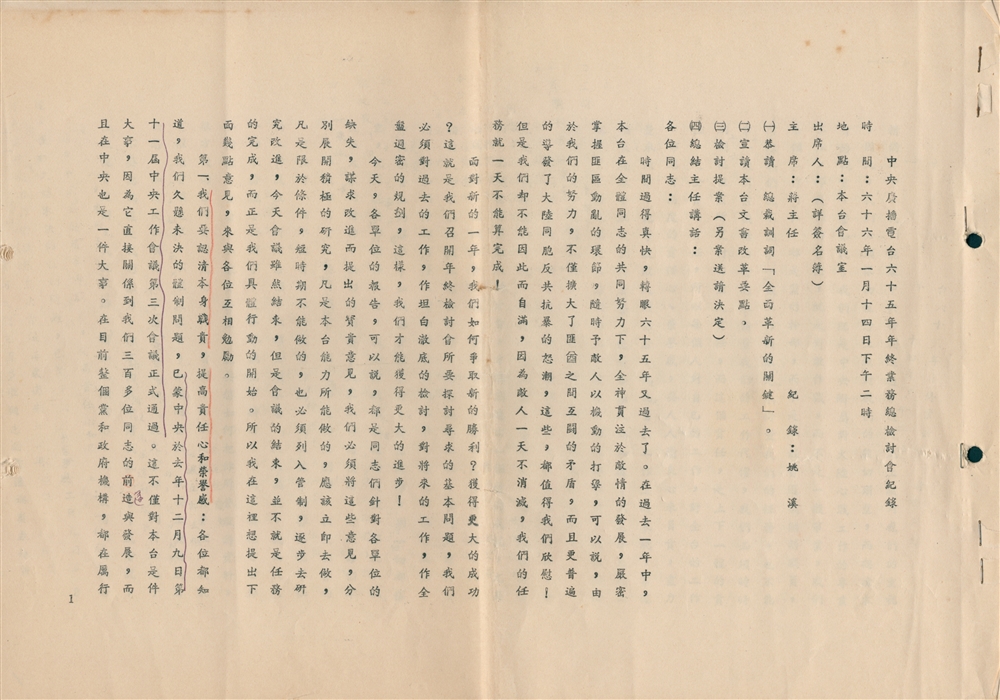 中央廣播電台六十五年年終業務總檢討會紀錄
時　間：六十六年一月十四日下午二時
地　點：本台會議室
出席人：（詳簽名簿）
主　席：蔣主任　　紀　錄：姚　溪
㈠恭讀　總裁訓詞「全面革新的關鍵」。
㈡宣讀本台文書改革要點。
㈢檢討提案（另案送請決定）
㈣總結主任講話：
各位同志：
時間過得真快，轉眼六十五年又過去了。在過去一年中，
本台在全體同志的共同努力下，全神貫注於敵情的發展，嚴密
掌握匪區動亂的環節，隨時予敵人以機動的打擊，可以說，由
於我們的努力，不僅擴大了匪酋之間互鬪的矛盾，而且更普遍
的導發了大陸同胞反共抗暴的怒潮，這些，都值得我們欣慰！
但是我們却不能因此而自滿，因為敵人一天不消滅，我們的任
務就一天不能算完成！
面對新的一年，我們如何爭取新的勝利？獲得更大的成功
？這就是我們召開年終檢討會所要探討尋求的基本問題，我們
必須對過去的工作，作坦白澈底的檢討，對將來的工作，作全
盤週密的規劃，這樣，我們才能獲得更大的進步！
今天，各單位的報告，可以說，都是同志們針對各單位的
缺失，謀求改進而提出的寶貴意見，我們必須將這些意見，分
別展開積極的研究，凡是本台能力所能做的，應該立即去做，
凡是限於條件，短時期不能做的，也必須列入管制，逐步去研
究改進，今天會議雖然結束，但是會議的結束，並不就是任務
的完成，而正是我們具體行動的開始。所以我在這裡想提出下
面幾點意見，來與各位互相勉勵。
第一、我們要認清本身職責，提高責任心和榮譽感：各位都知
道，我們久懸未決的體制問題，已蒙中央於去年十二月九日第
十一屆中央工作會議第三次會議正式通過。這不僅對本台是件
大事，因為它直接關係到我們三百多位同志的前造與發展，而
且在中央也是一件大事。在目前整個黨和政府機構，都在厲行
1